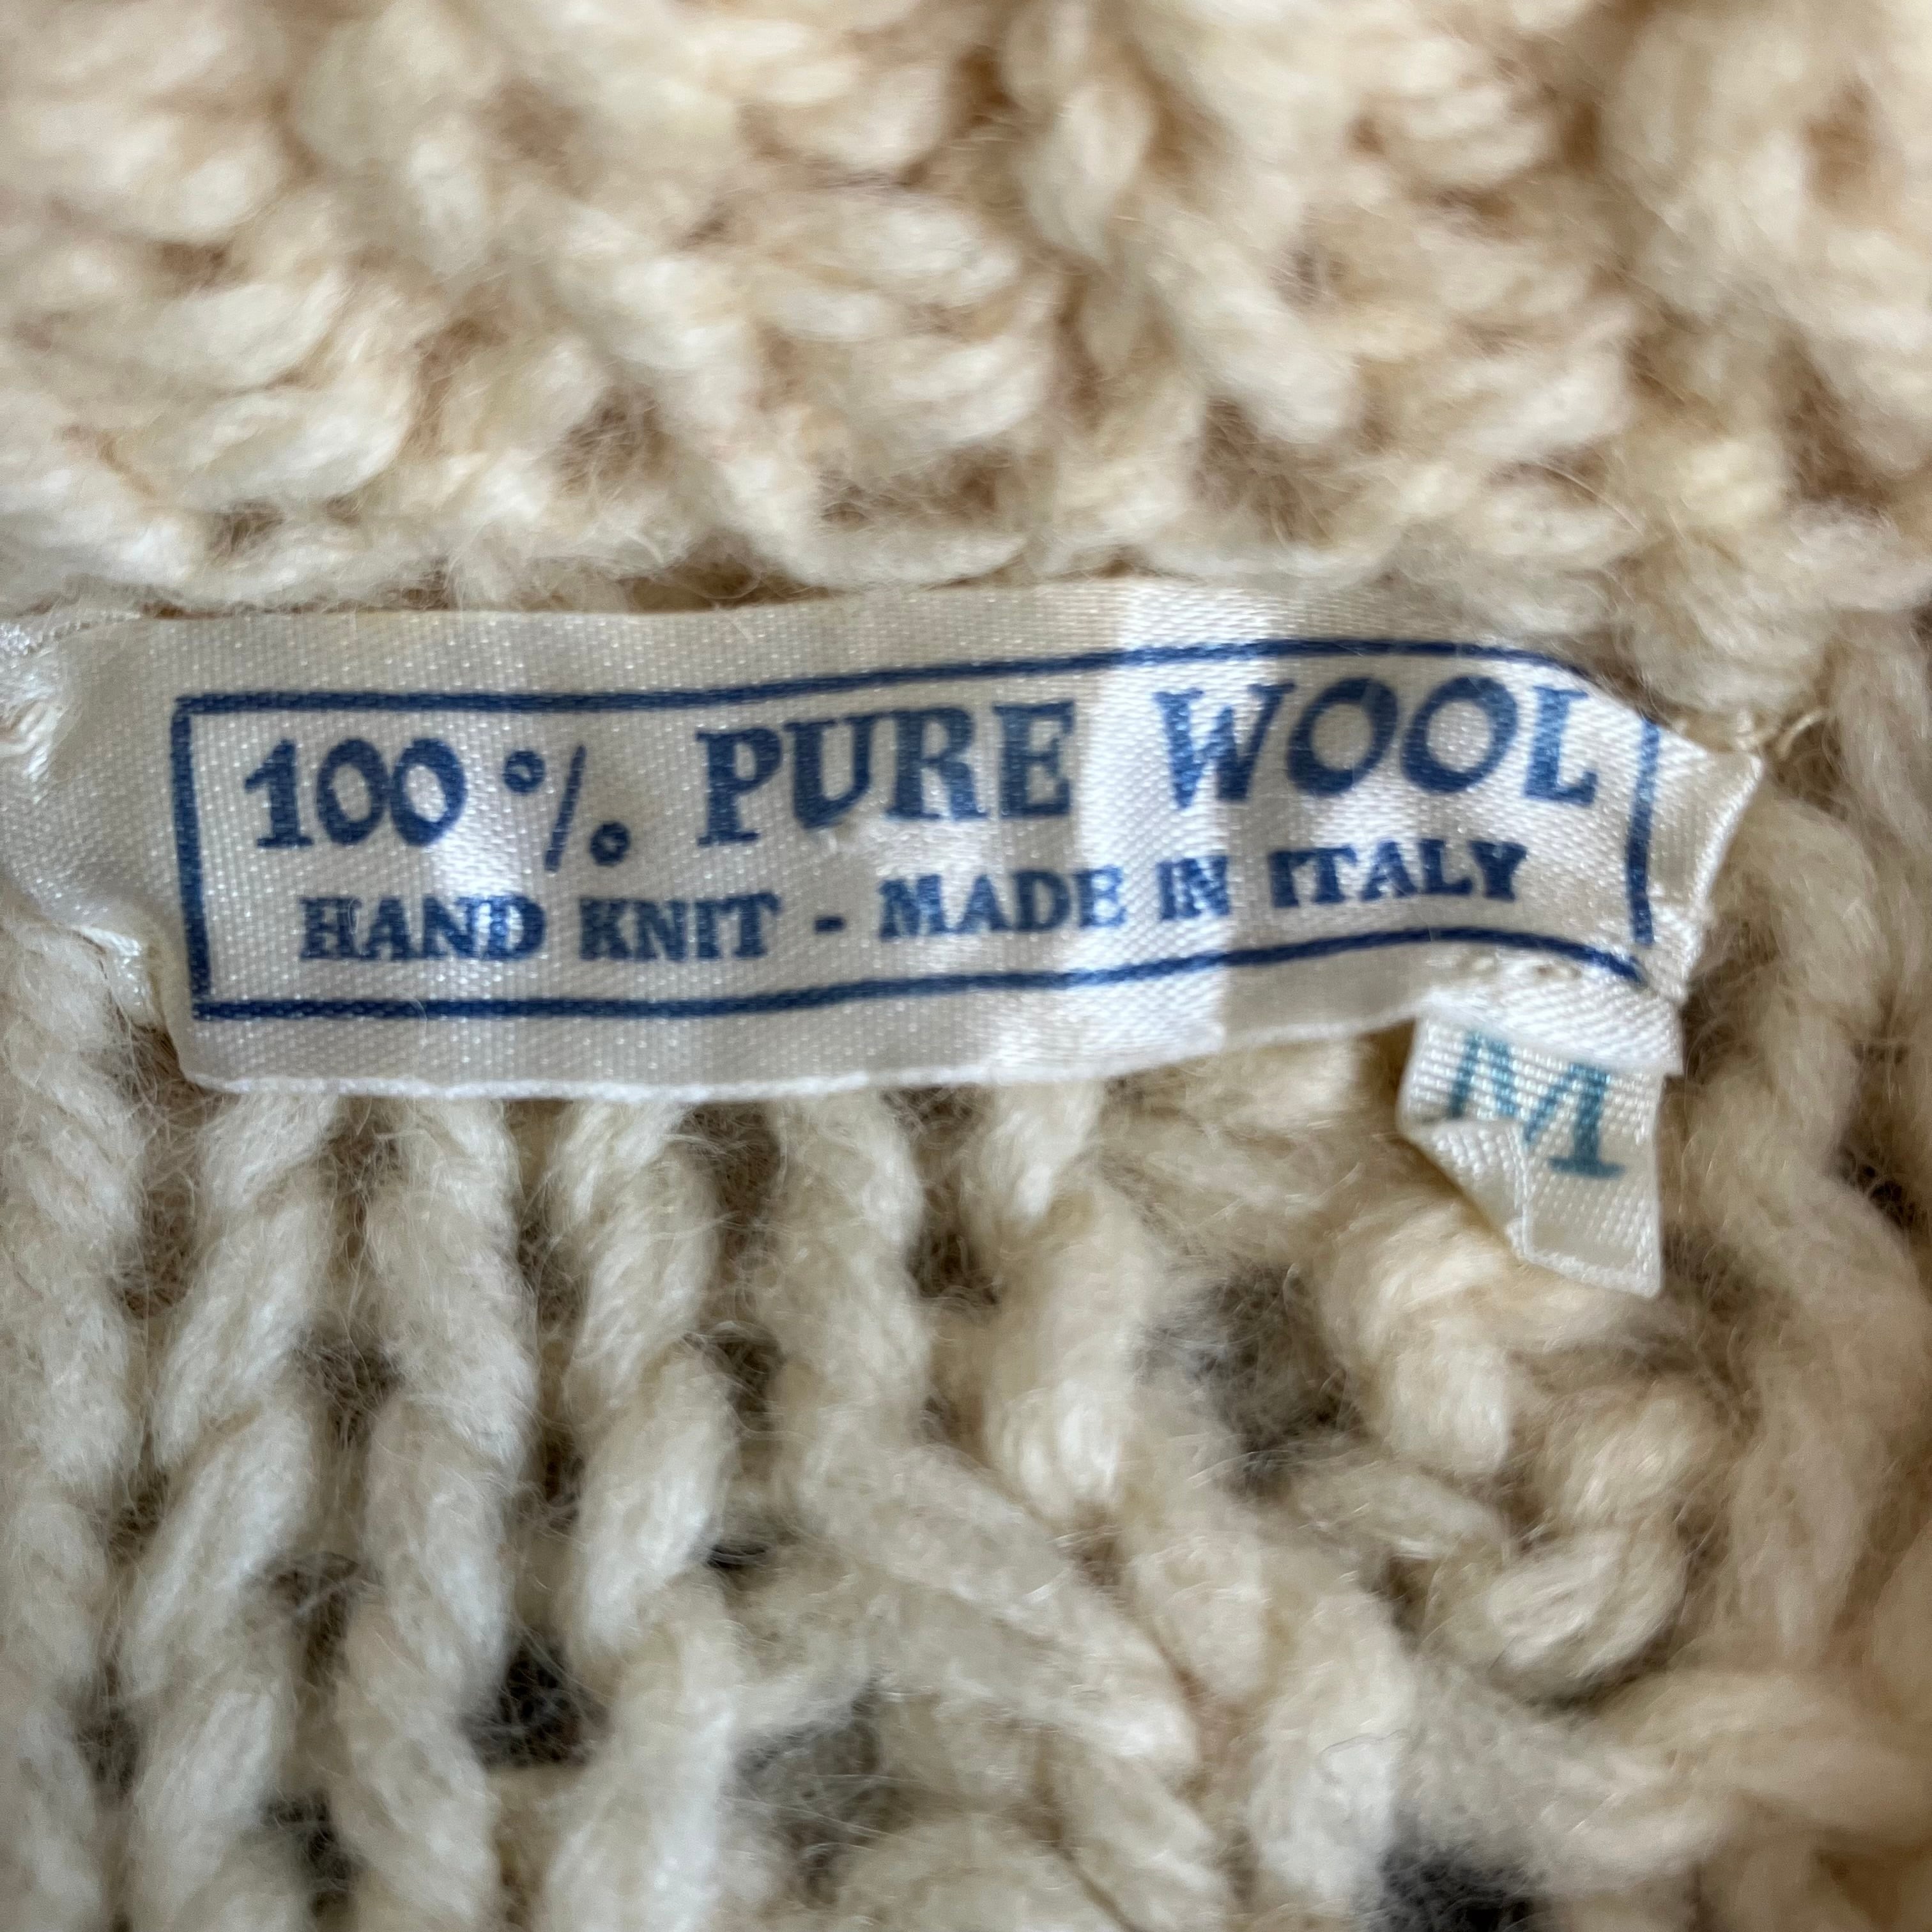 100% PURE WOOL
HAND KNIT - MADE IN ITALY
M